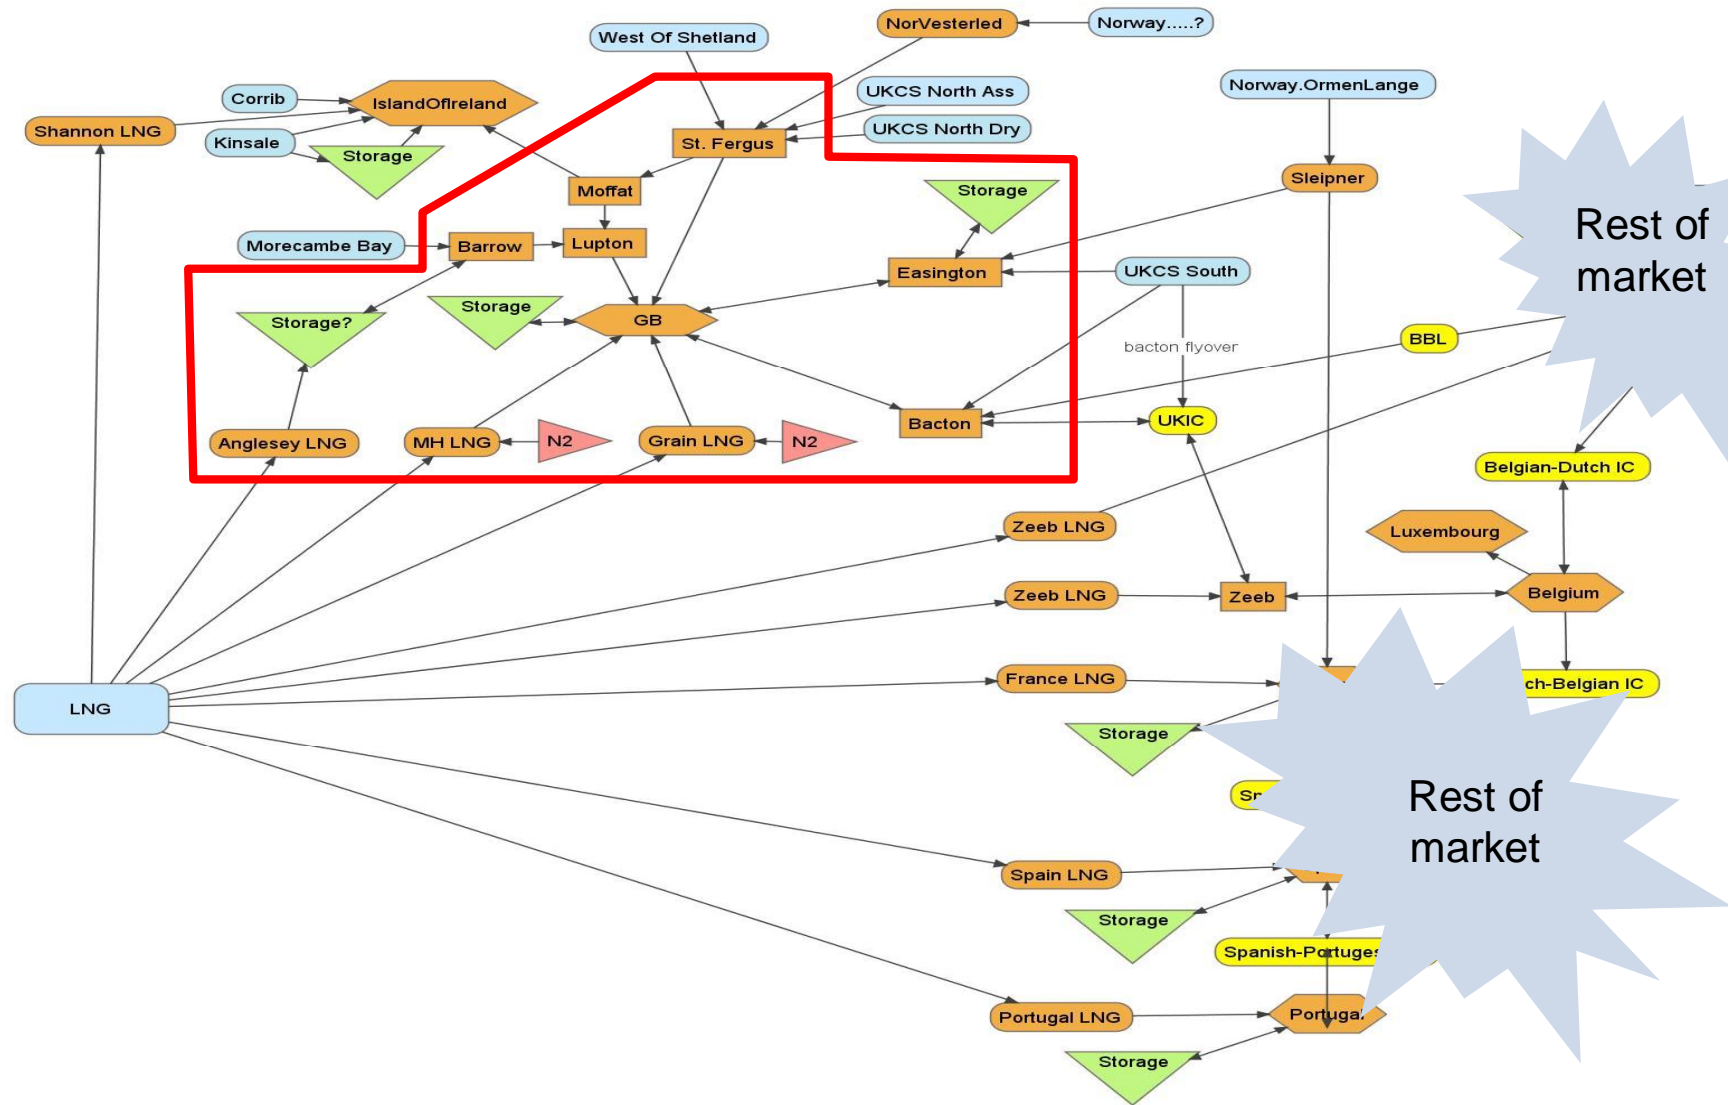 NorVesterled
Norway.....?
West Of Shetland
Norway.OrmenLange
UKCS North Ass
Corrib
IslandOfIreland
Shannon LNG
UKCS North Dry
Kinsale
St. Fergus
Storage
Sleipner
Moffat
Storage
Rest of
market
Morecambe Bay
Barrow
Lupton
Easington
UKCS South
Storage
Storage?
GB
BBL
bacton flyover
Bacton
UKIC
Anglesey LNG
MH LNG
N2
Grain LNG
N2
Belgian-Dutch IC
Zeeb LNG
Luxembourg
Zeeb LNG
Zeeb
Belgium
France LNG
ch-Belgian IC
LNG
Storage
Rest of
market
Spain LNG
Storage
Spanish-Portuges
Portugal LNG
Portugal
Storage